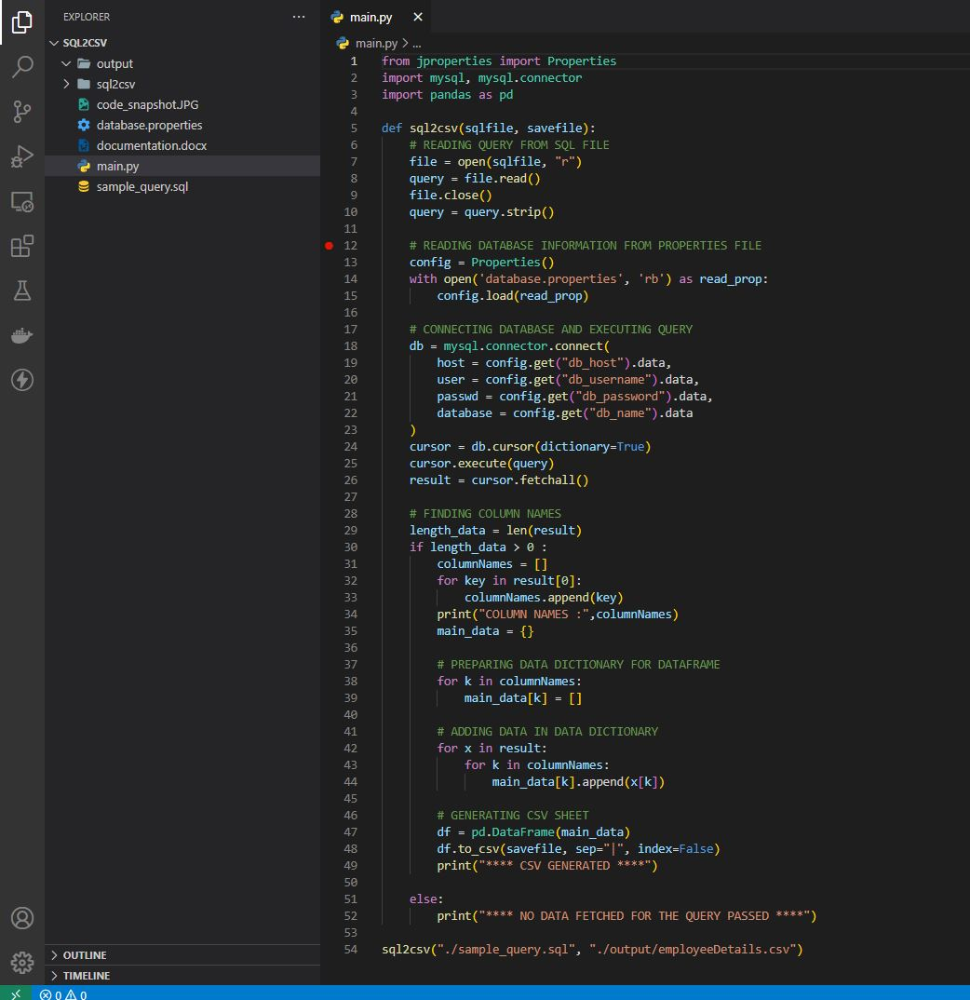 EXPLORER
SQL2CSV
output
sql2csv
code_snapshot.JPG
database.properties
documentation.docx
main.py
sample_query.sql
OUTLINE
TIMELINE
0 0
main.py
main.py > ...
1 from jproperties import Properties
2 import mysql, mysql.connector
3 import pandas as pd
4
5 def sql2csv(sqlfile, savefile):
6     # READING QUERY FROM SQL FILE
7     file = open(sqlfile, "r")
8     query = file.read()
9     file.close()
10     query = query.strip()
11
12     # READING DATABASE INFORMATION FROM PROPERTIES FILE
13     config = Properties()
14     with open('database.properties', 'rb') as read_prop:
15         config.load(read_prop)
16
17     # CONNECTING DATABASE AND EXECUTING QUERY
18     db = mysql.connector.connect(
19         host = config.get("db_host").data,
20         user = config.get("db_username").data,
21         passwd = config.get("db_password").data,
22         database = config.get("db_name").data
23     )
24     cursor = db.cursor(dictionary=True)
25     cursor.execute(query)
26     result = cursor.fetchall()
27
28     # FINDING COLUMN NAMES
29     length_data = len(result)
30     if length_data > 0 :
31         columnNames = []
32         for key in result[0]:
33             columnNames.append(key)
34         print("COLUMN NAMES :",columnNames)
35         main_data = {}
36
37         # PREPARING DATA DICTIONARY FOR DATAFRAME
38         for k in columnNames:
39             main_data[k] = []
40
41         # ADDING DATA IN DATA DICTIONARY
42         for x in result:
43             for k in columnNames:
44                 main_data[k].append(x[k])
45
46         # GENERATING CSV SHEET
47         df = pd.DataFrame(main_data)
48         df.to_csv(savefile, sep="|", index=False)
49         print("**** CSV GENERATED ****")
50
51     else:
52         print("**** NO DATA FETCHED FOR THE QUERY PASSED ****")
53
54 sql2csv("./sample_query.sql", "./output/employeeDetails.csv")